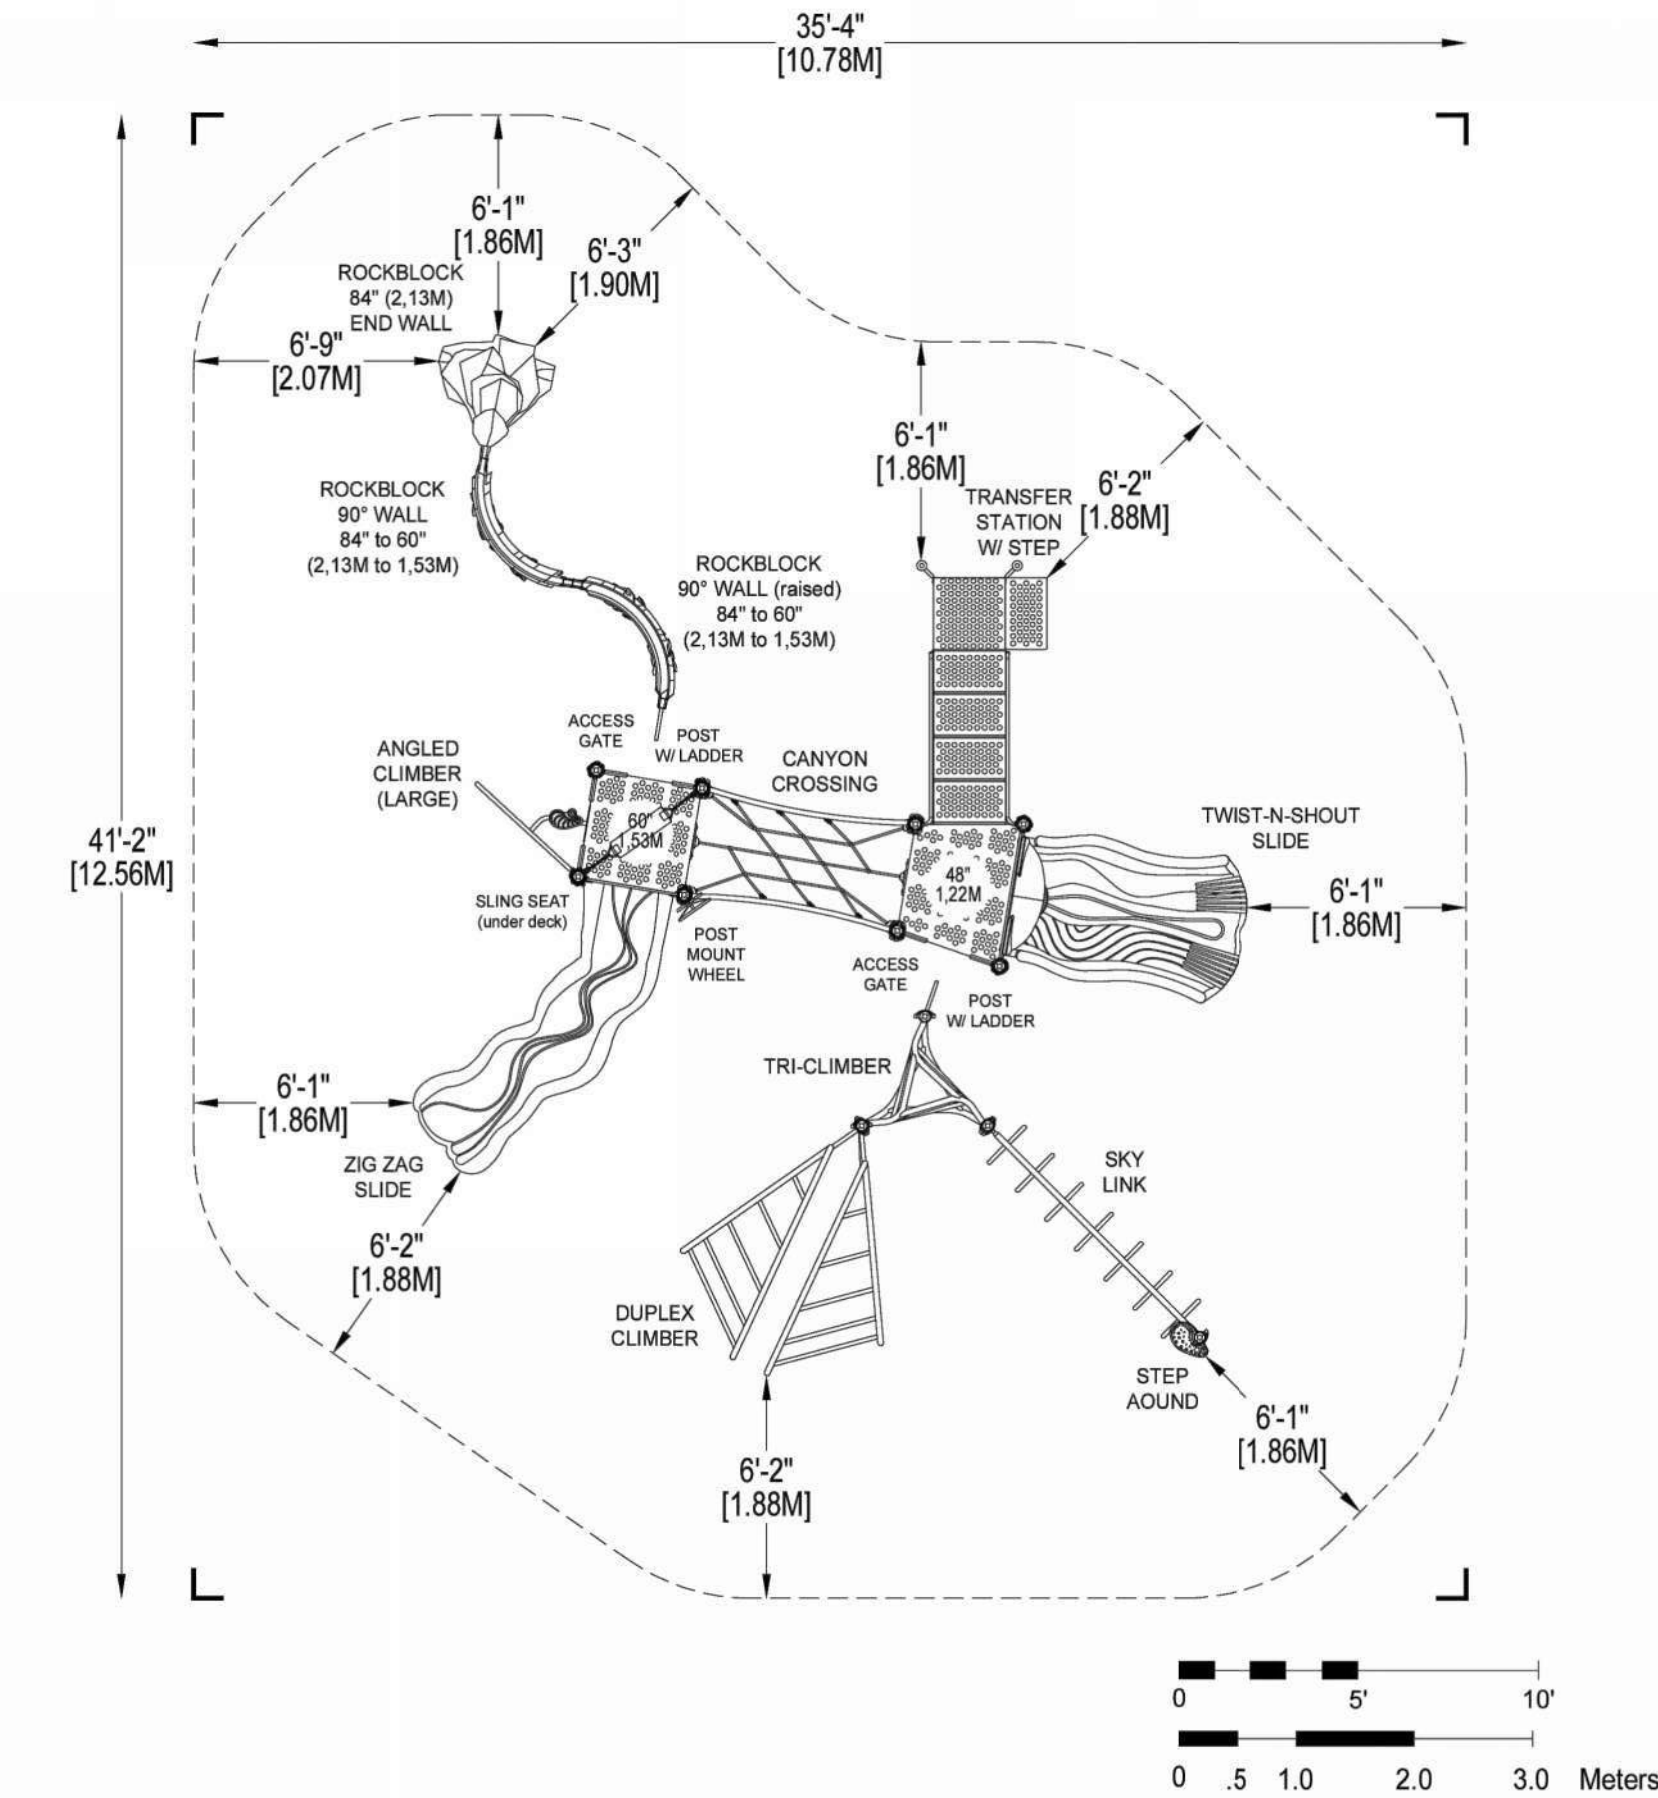 35'-4"
[10.78M]
6'-1"
[1.86M]
6'-3"
[1.90M]
ROCKBLOCK
84" (2,13M)
END WALL
6'-9"
[2.07M]
6'-1"
[1.86M]
6'-2"
[1.88M]
TRANSFER
STATION
W/ STEP
ROCKBLOCK
90° WALL
84" to 60"
(2,13M to 1,53M)
ROCKBLOCK
90° WALL (raised)
84" to 60"
(2,13M to 1,53M)
ACCESS
GATE
POST
W/ LADDER
ANGLED
CLIMBER
(LARGE)
CANYON
CROSSING
TWIST-N-SHOUT
SLIDE
41'-2"
[12.56M]
60"
1,53M
48"
1,22M
6'-1"
[1.86M]
SLING SEAT
(under deck)
POST
MOUNT
WHEEL
ACCESS
GATE
POST
W/ LADDER
TRI-CLIMBER
6'-1"
[1.86M]
ZIG ZAG
SLIDE
SKY
LINK
6'-2"
[1.88M]
DUPLEX
CLIMBER
STEP
AOUND
6'-1"
[1.86M]
6'-2"
[1.88M]
0 5' 10'
0 .5 1.0 2.0 3.0 Meters